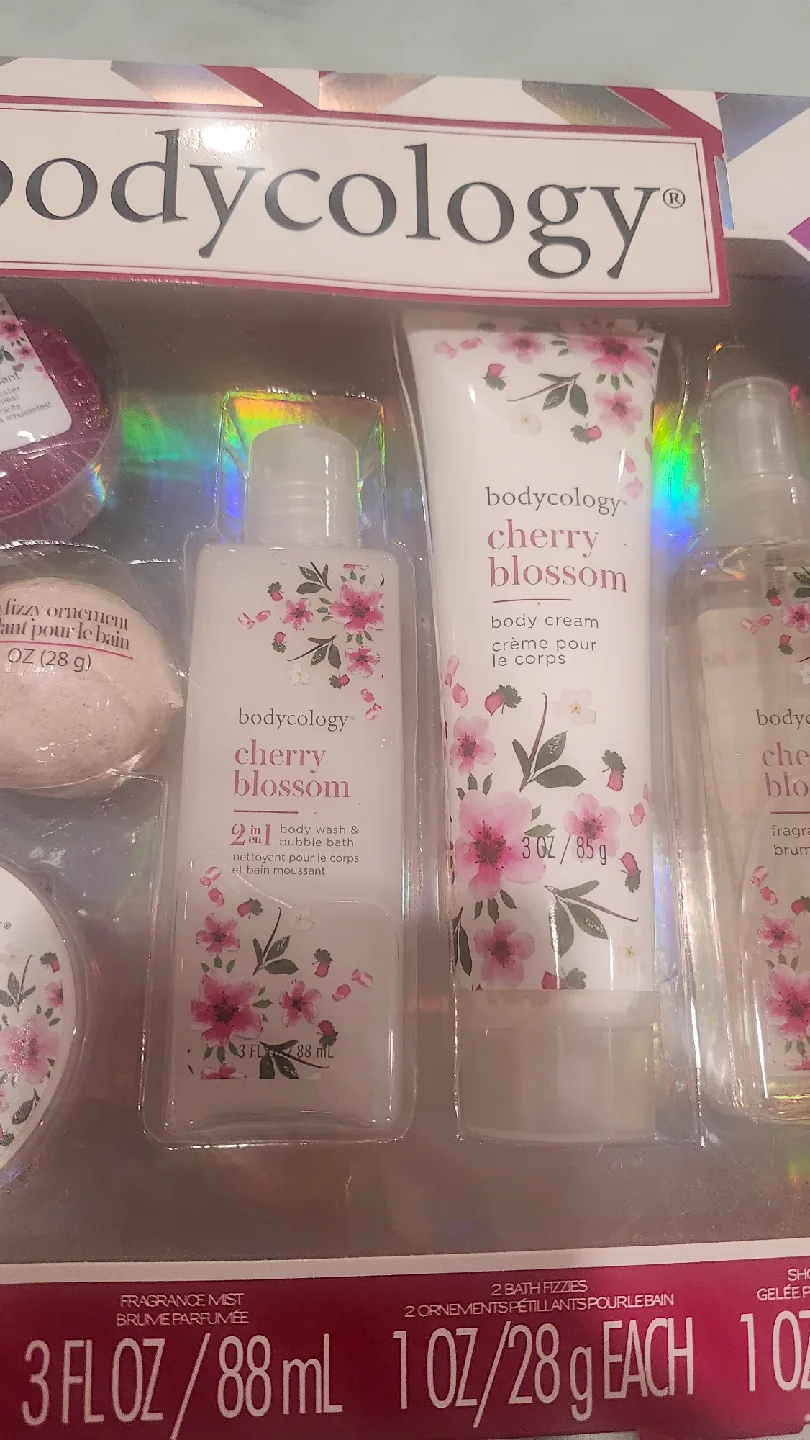 bodycology®
fizzy ornement
pour le bain
OZ (28 g)
bodycology
cherry
blossom
2 in en 1 body wash & bubble bath
nettoyant pour le corps
et bain moussant
3 FL OZ / 88 mL
bodycology
cherry
blossom
body cream
crème pour
le corps
3 OZ / 85 g
FRAGRANCE MIST
BRUME PARFUMÉE
3 FL OZ / 88 mL
2 BATH FIZZIES
2 ORNEMENTS PÉTILLANTS POUR LE BAIN
1 OZ/28 g EACH
1 OZ